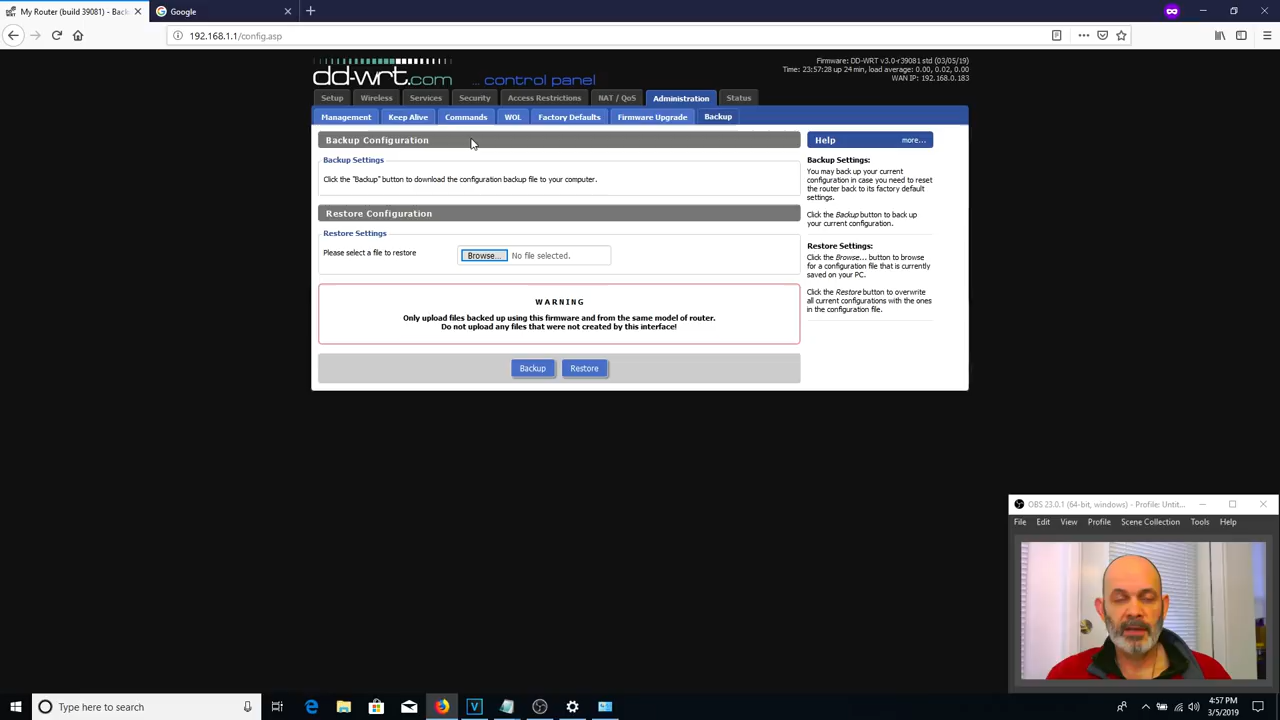 My Router (build 39081) - Bac
Google
192.168.1.1/config.asp
dd-wrt.com
... control panel
Firmware: DD-WRT v3.0-r39081 std (03/05/19)
Time: 23:57:28 up 24 min, load average: 0.00, 0.02, 0.00
WAN IP: 192.168.0.183
Setup Wireless Services Security Access Restrictions NAT / QoS Administration Status
Management Keep Alive Commands WOL Factory Defaults Firmware Upgrade Backup
Backup Configuration
Backup Settings
Click the "Backup" button to download the configuration backup file to your computer.
Restore Configuration
Restore Settings
Please select a file to restore
Browse... No file selected.
W A R N I N G
Only upload files backed up using this firmware and from the same model of router.
Do not upload any files that were not created by this interface!
Backup Restore
Help more...
Backup Settings:
You may back up your current
configuration in case you need to reset
the router back to its factory default
settings.
Click the Backup button to back up
your current configuration.
Restore Settings:
Click the Browse... button to browse
for a configuration file that is currently
saved on your PC.
Click the Restore button to overwrite
all current configurations with the ones
in the configuration file.
OBS 23.0.1 (64-bit, windows) - Profile: Untit...
File Edit View Profile Scene Collection Tools Help
Type here to search
4:57 PM
3/5/2019